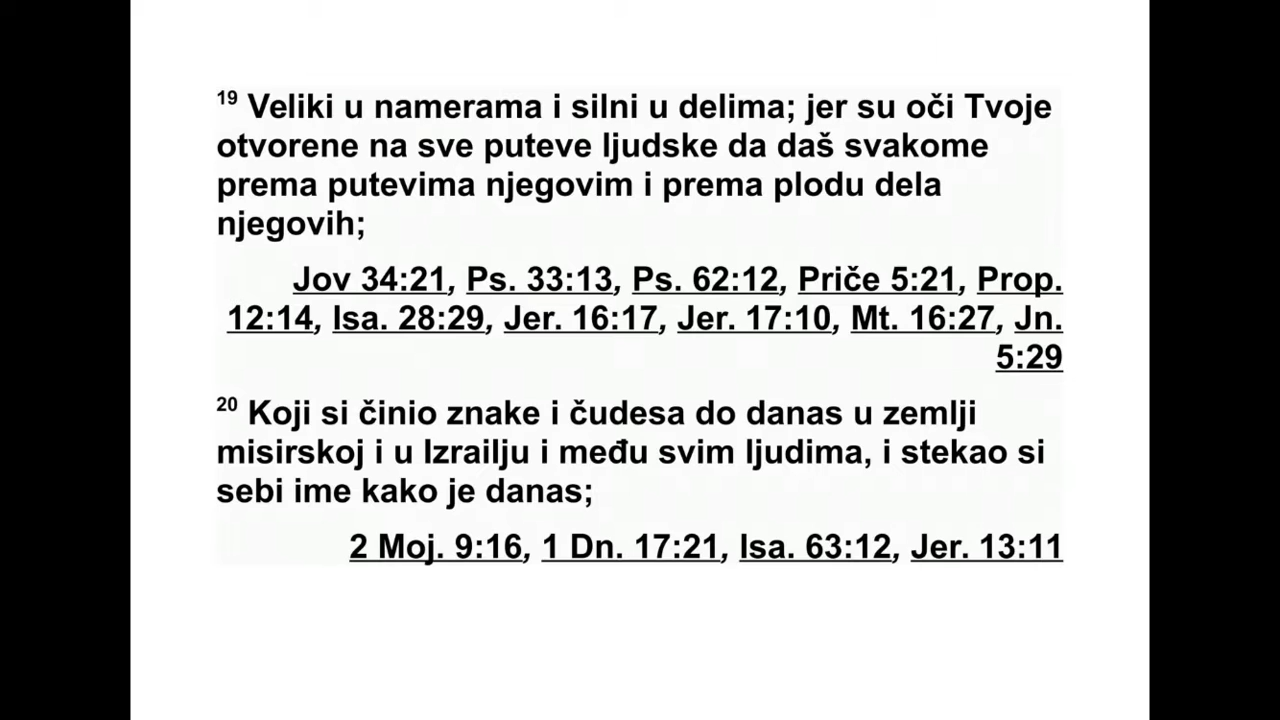 19 Veliki u namerama i silni u delima; jer su oči Tvoje
otvorene na sve puteve ljudske da daš svakome
prema putevima njegovim i prema plodu dela
njegovih;
Jov 34:21, Ps. 33:13, Ps. 62:12, Priče 5:21, Prop.
12:14, Isa. 28:29, Jer. 16:17, Jer. 17:10, Mt. 16:27, Jn.
5:29
20 Koji si činio znake i čudesa do danas u zemlji
misirskoj i u Izrailju i među svim ljudima, i stekao si
sebi ime kako je danas;
2 Moj. 9:16, 1 Dn. 17:21, Isa. 63:12, Jer. 13:11